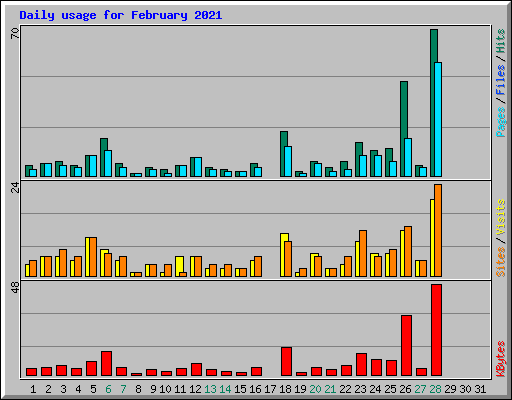 Daily usage for February 2021
70
24
48
Pages / Files / Hits
Sites / Visits
KBytes
1 2 3 4 5 6 7 8 9 10 11 12 13 14 15 16 17 18 19 20 21 22 23 24 25 26 27 28 29 30 31